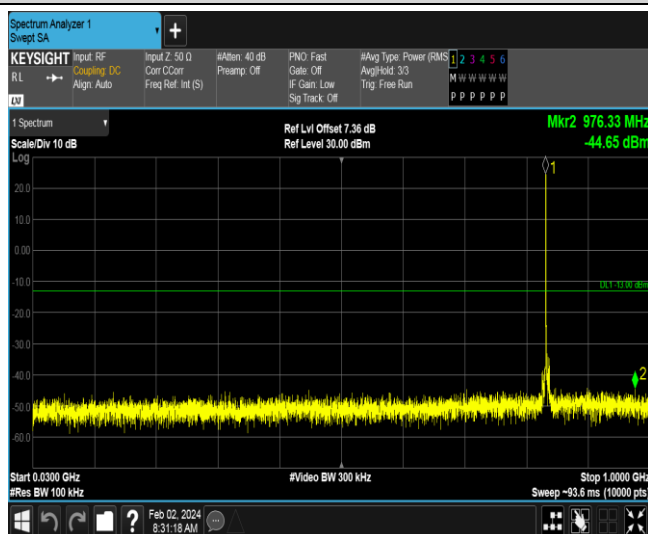 Spectrum Analyzer 1
Swept SA
KEYSIGHT
RL
LXI
Input: RF
Coupling: DC
Align: Auto
Input Z: 50 Ω
Corr CCorr
Freq Ref: Int (S)
#Atten: 40 dB
Preamp: Off
PNO: Fast
Gate: Off
IF Gain: Low
Sig Track: Off
#Avg Type: Power (RMS
Avg|Hold: 3/3
Trig: Free Run
1 2 3 4 5 6
M W W W W W
P P P P P P
1 Spectrum
Scale/Div 10 dB
Ref Lvl Offset 7.36 dB
Ref Level 30.00 dBm
Mkr2 976.33 MHz
-44.65 dBm
Log
1
20.0
10.0
0.00
-10.0
DL1 -13.00 dBm
-20.0
-30.0
-40.0
2
-50.0
-60.0
Start 0.0300 GHz
#Video BW 300 kHz
Stop 1.0000 GHz
#Res BW 100 kHz
Sweep ~93.6 ms (10000 pts)
?
Feb 02, 2024
8:31:18 AM